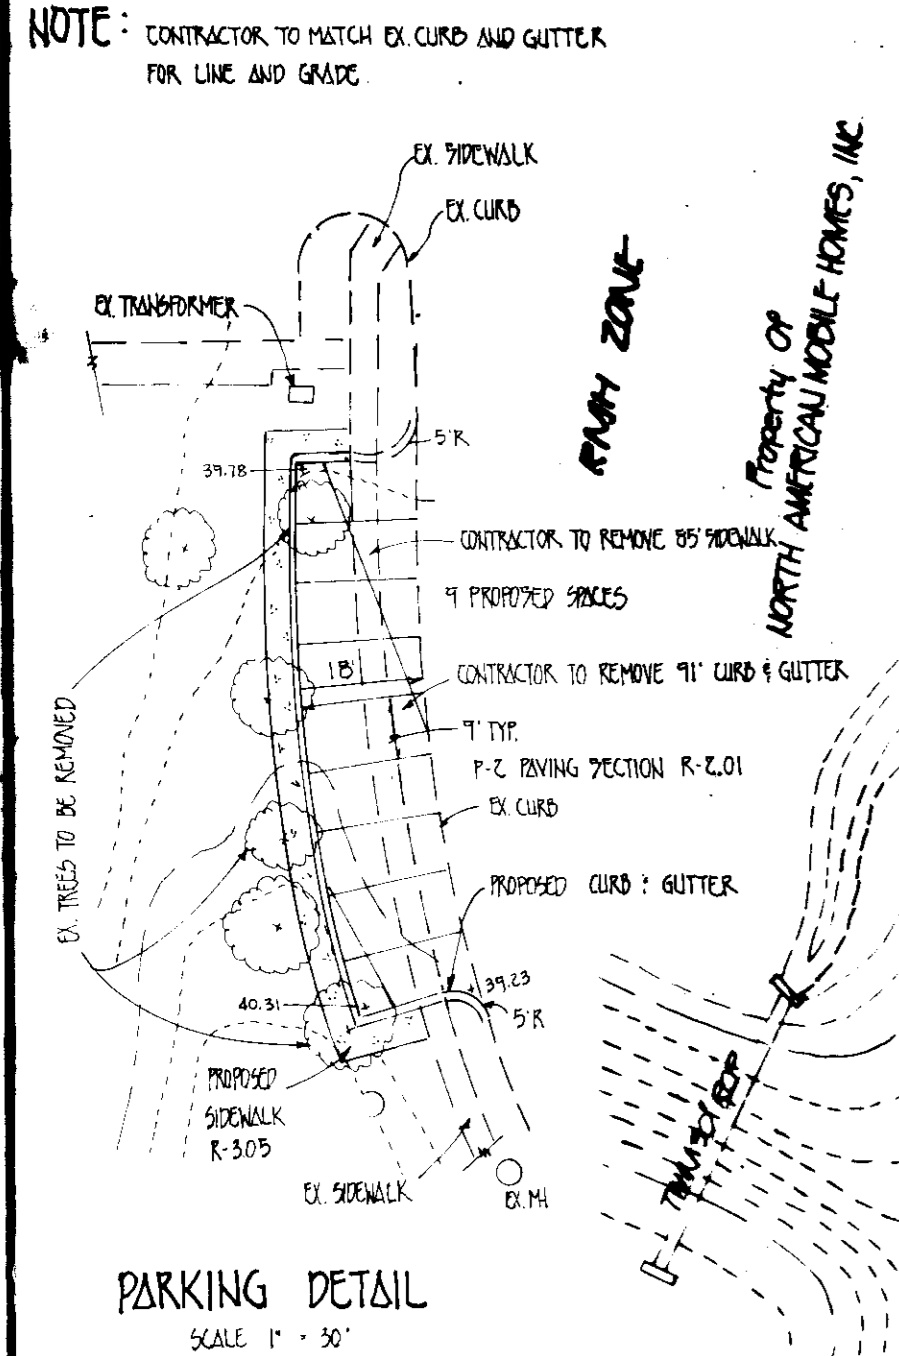 NOTE: CONTRACTOR TO MATCH EX. CURB AND GUTTER
FOR LINE AND GRADE
EX. SIDEWALK
EX. CURB
EX. TRANSFORMER
RMH ZONE
Property OF
NORTH AMERICAN MOBILE HOMES, INC
5'R
39.78
CONTRACTOR TO REMOVE 85' SIDEWALK
9 PROPOSED SPACES
18'
CONTRACTOR TO REMOVE 91' CURB & GUTTER
9' TYP.
P-2 PAVING SECTION R-2.01
EX. CURB
EX. TREES TO BE REMOVED
PROPOSED CURB & GUTTER
39.23
40.31
5'R
PROPOSED
SIDEWALK
R-3.05
EX. SIDEWALK
EX. MH
PARKING DETAIL
SCALE 1" = 30'